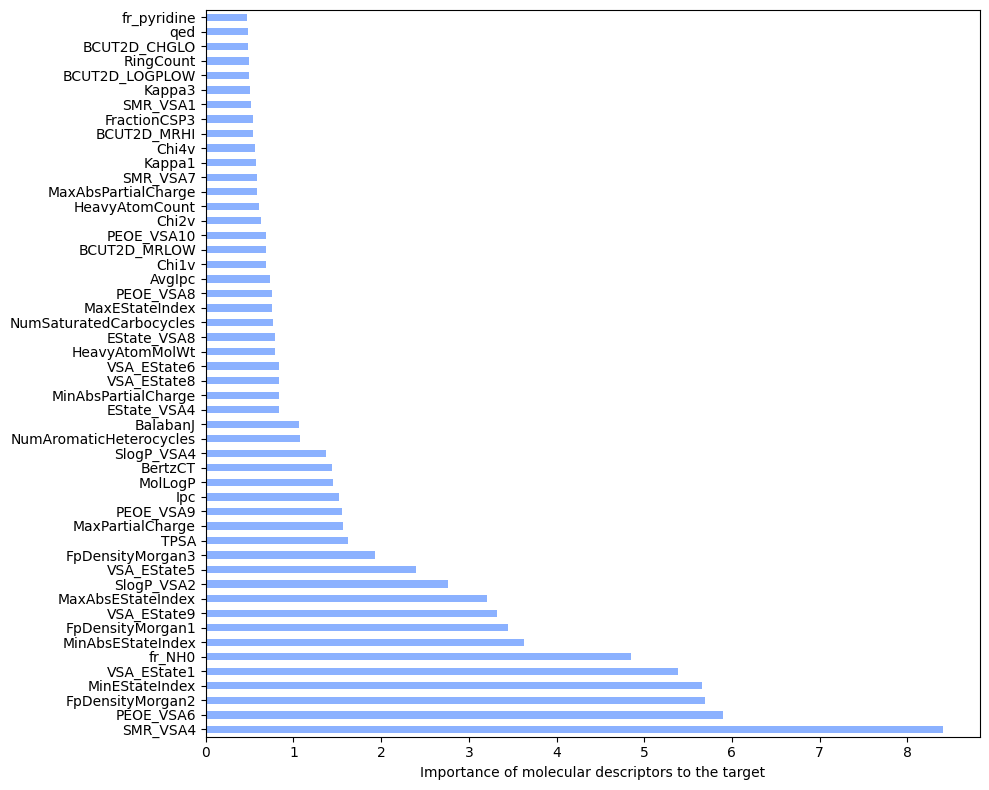 fr_pyridine
qed
BCUT2D_CHGLO
RingCount
BCUT2D_LOGPLOW
Kappa3
SMR_VSA1
FractionCSP3
BCUT2D_MRHI
Chi4v
Kappa1
SMR_VSA7
MaxAbsPartialCharge
HeavyAtomCount
Chi2v
PEOE_VSA10
BCUT2D_MRLOW
Chi1v
AvgIpc
PEOE_VSA8
MaxEStateIndex
NumSaturatedCarbocycles
EState_VSA8
HeavyAtomMolWt
VSA_EState6
VSA_EState8
MinAbsPartialCharge
EState_VSA4
BalabanJ
NumAromaticHeterocycles
SlogP_VSA4
BertzCT
MolLogP
Ipc
PEOE_VSA9
MaxPartialCharge
TPSA
FpDensityMorgan3
VSA_EState5
SlogP_VSA2
MaxAbsEStateIndex
VSA_EState9
FpDensityMorgan1
MinAbsEStateIndex
fr_NH0
VSA_EState1
MinEStateIndex
FpDensityMorgan2
PEOE_VSA6
SMR_VSA4
0 1 2 3 4 5 6 7 8
Importance of molecular descriptors to the target